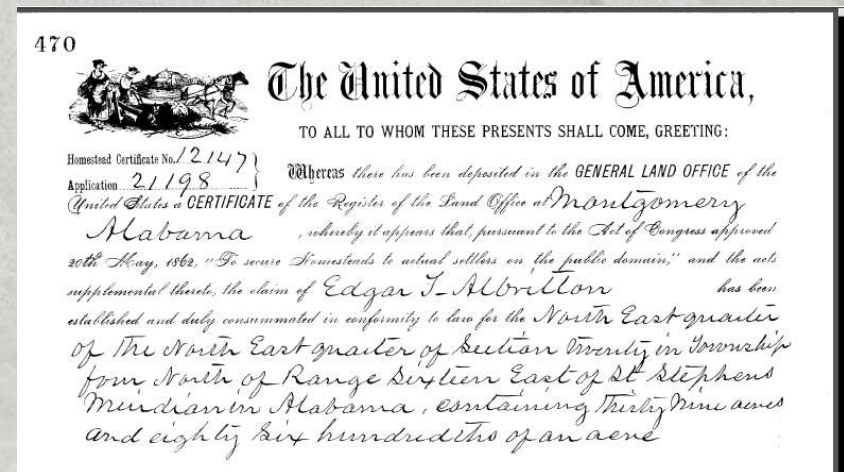 470
The United States of America,
TO ALL TO WHOM THESE PRESENTS SHALL COME, GREETING:
Homestead Certificate No. 12147
Application 21198
Whereas there has been deposited in the GENERAL LAND OFFICE of the
United States a CERTIFICATE of the Register of the Land Office at Montgomery
Alabama, whereby it appears that, pursuant to the Act of Congress approved
20th May, 1862, "To secure Homesteads to actual settlers on the public domain," and the acts
supplemental thereto, the claim of Edgar T. Albritton has been
established and duly consummated in conformity to law for the North East quarter
of the North East quarter of Section twenty in Township
four North of Range Sixteen East of St Stephens
Meridian in Alabama, containing Thirty Nine acres
and eighty six hundredths of an acre